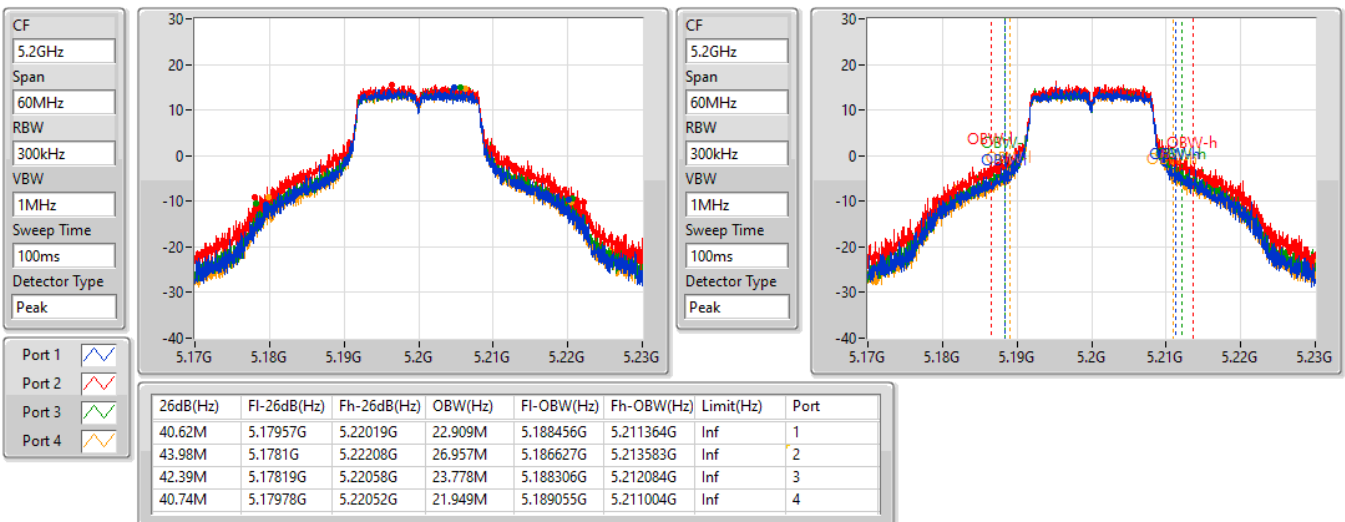 CF
5.2GHz
Span
60MHz
RBW
300kHz
VBW
1MHz
Sweep Time
100ms
Detector Type
Peak
30
20
10
0
-10
-20
-30
-40
5.17G 5.18G 5.19G 5.2G 5.21G 5.22G 5.23G
CF
5.2GHz
Span
60MHz
RBW
300kHz
VBW
1MHz
Sweep Time
100ms
Detector Type
Peak
30
20
10
0
-10
-20
-30
-40
OBW-h
5.17G 5.18G 5.19G 5.2G 5.21G 5.22G 5.23G
Port 1
Port 2
Port 3
Port 4
26dB(Hz) Fl-26dB(Hz) Fh-26dB(Hz) OBW(Hz) Fl-OBW(Hz) Fh-OBW(Hz) Limit(Hz) Port
40.62M 5.17957G 5.22019G 22.909M 5.188456G 5.211364G Inf 1
43.98M 5.1781G 5.22208G 26.957M 5.186627G 5.213583G Inf 2
42.39M 5.17819G 5.22058G 23.778M 5.188306G 5.212084G Inf 3
40.74M 5.17978G 5.22052G 21.949M 5.189055G 5.211004G Inf 4